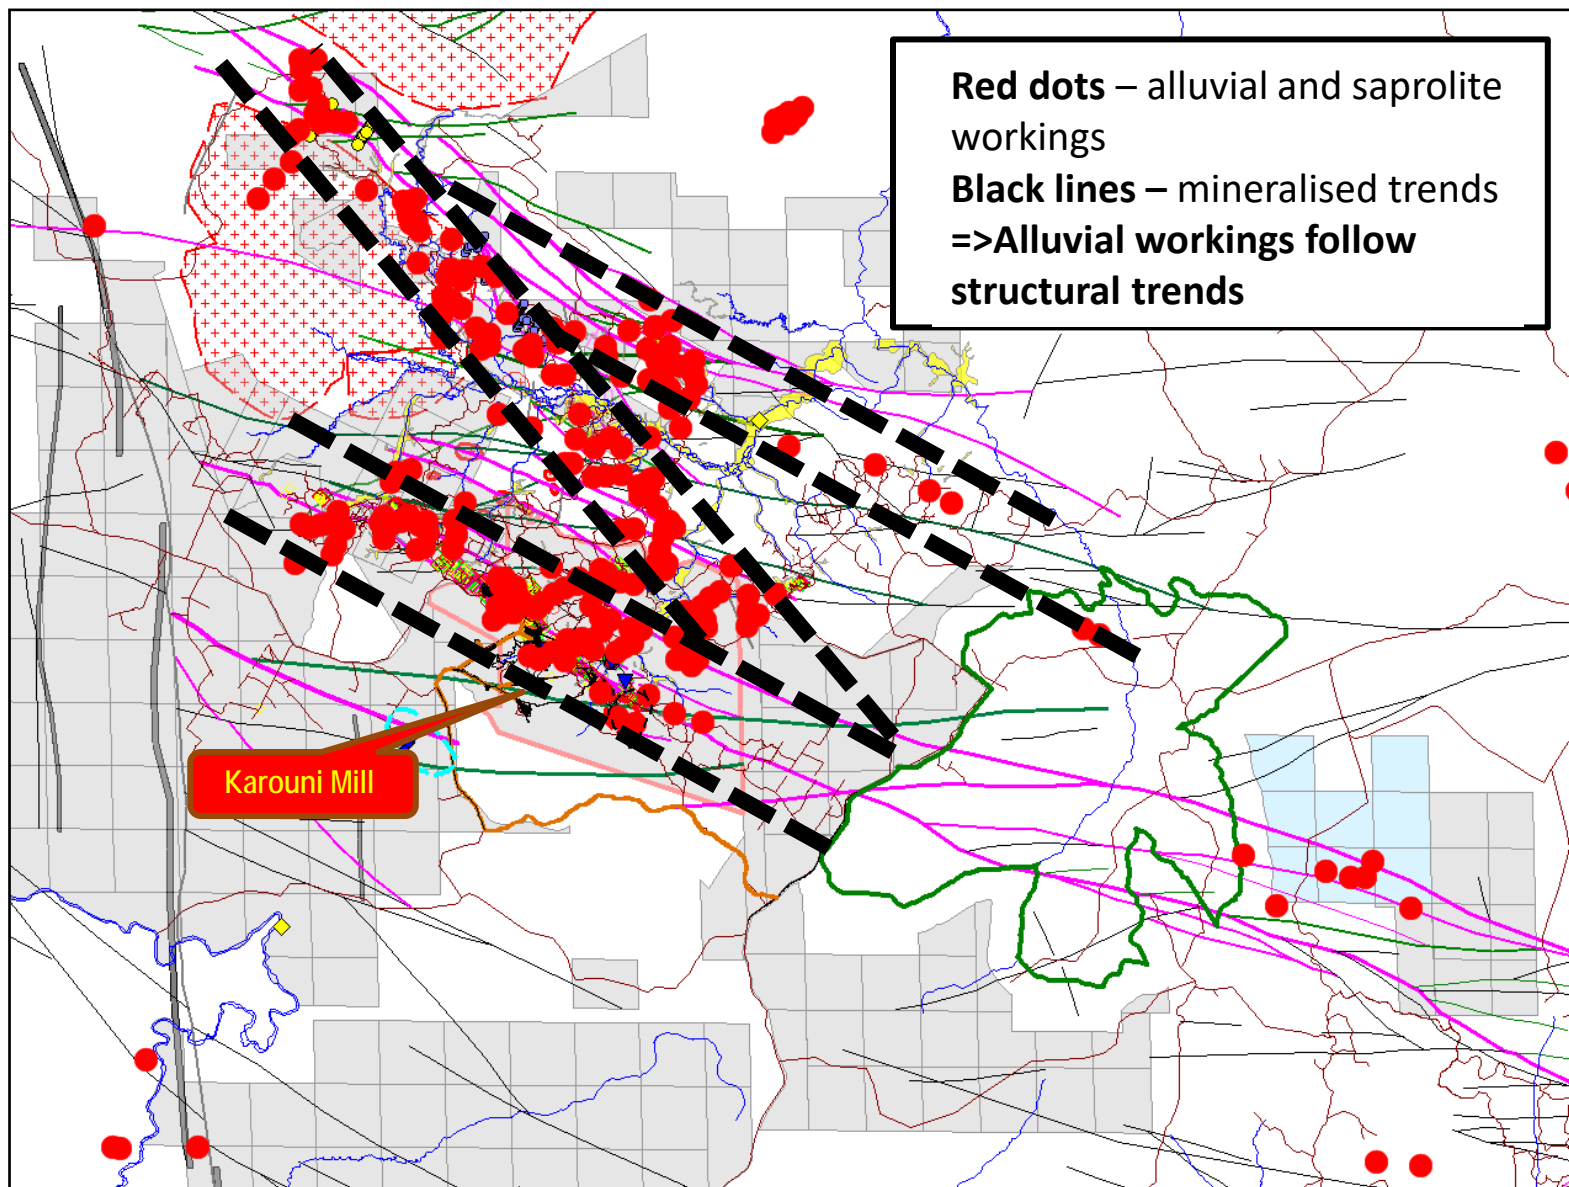 Red dots – alluvial and saprolite
workings
Black lines – mineralised trends
=>Alluvial workings follow
structural trends
Karouni Mill